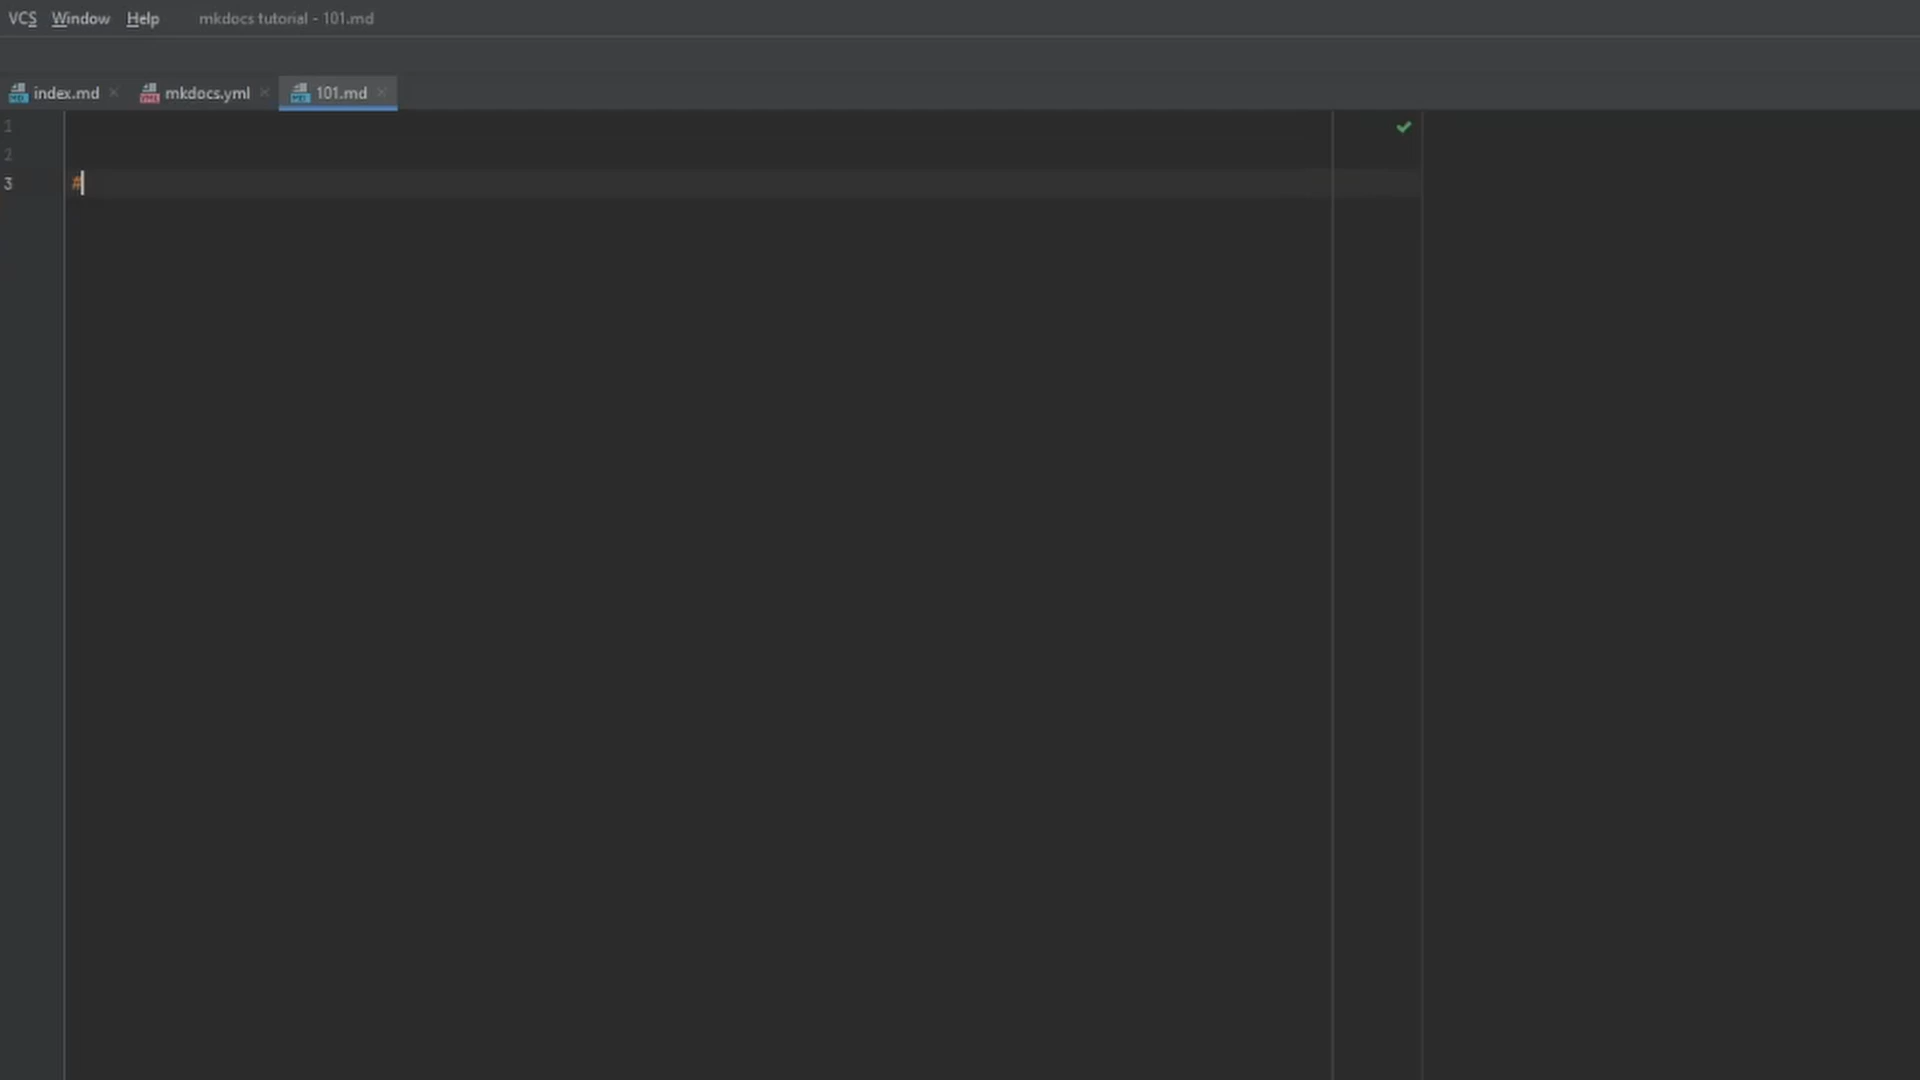 VCS Window Help mkdocs tutorial - 101.md
index.md mkdocs.yml 101.md
1
2
3 #